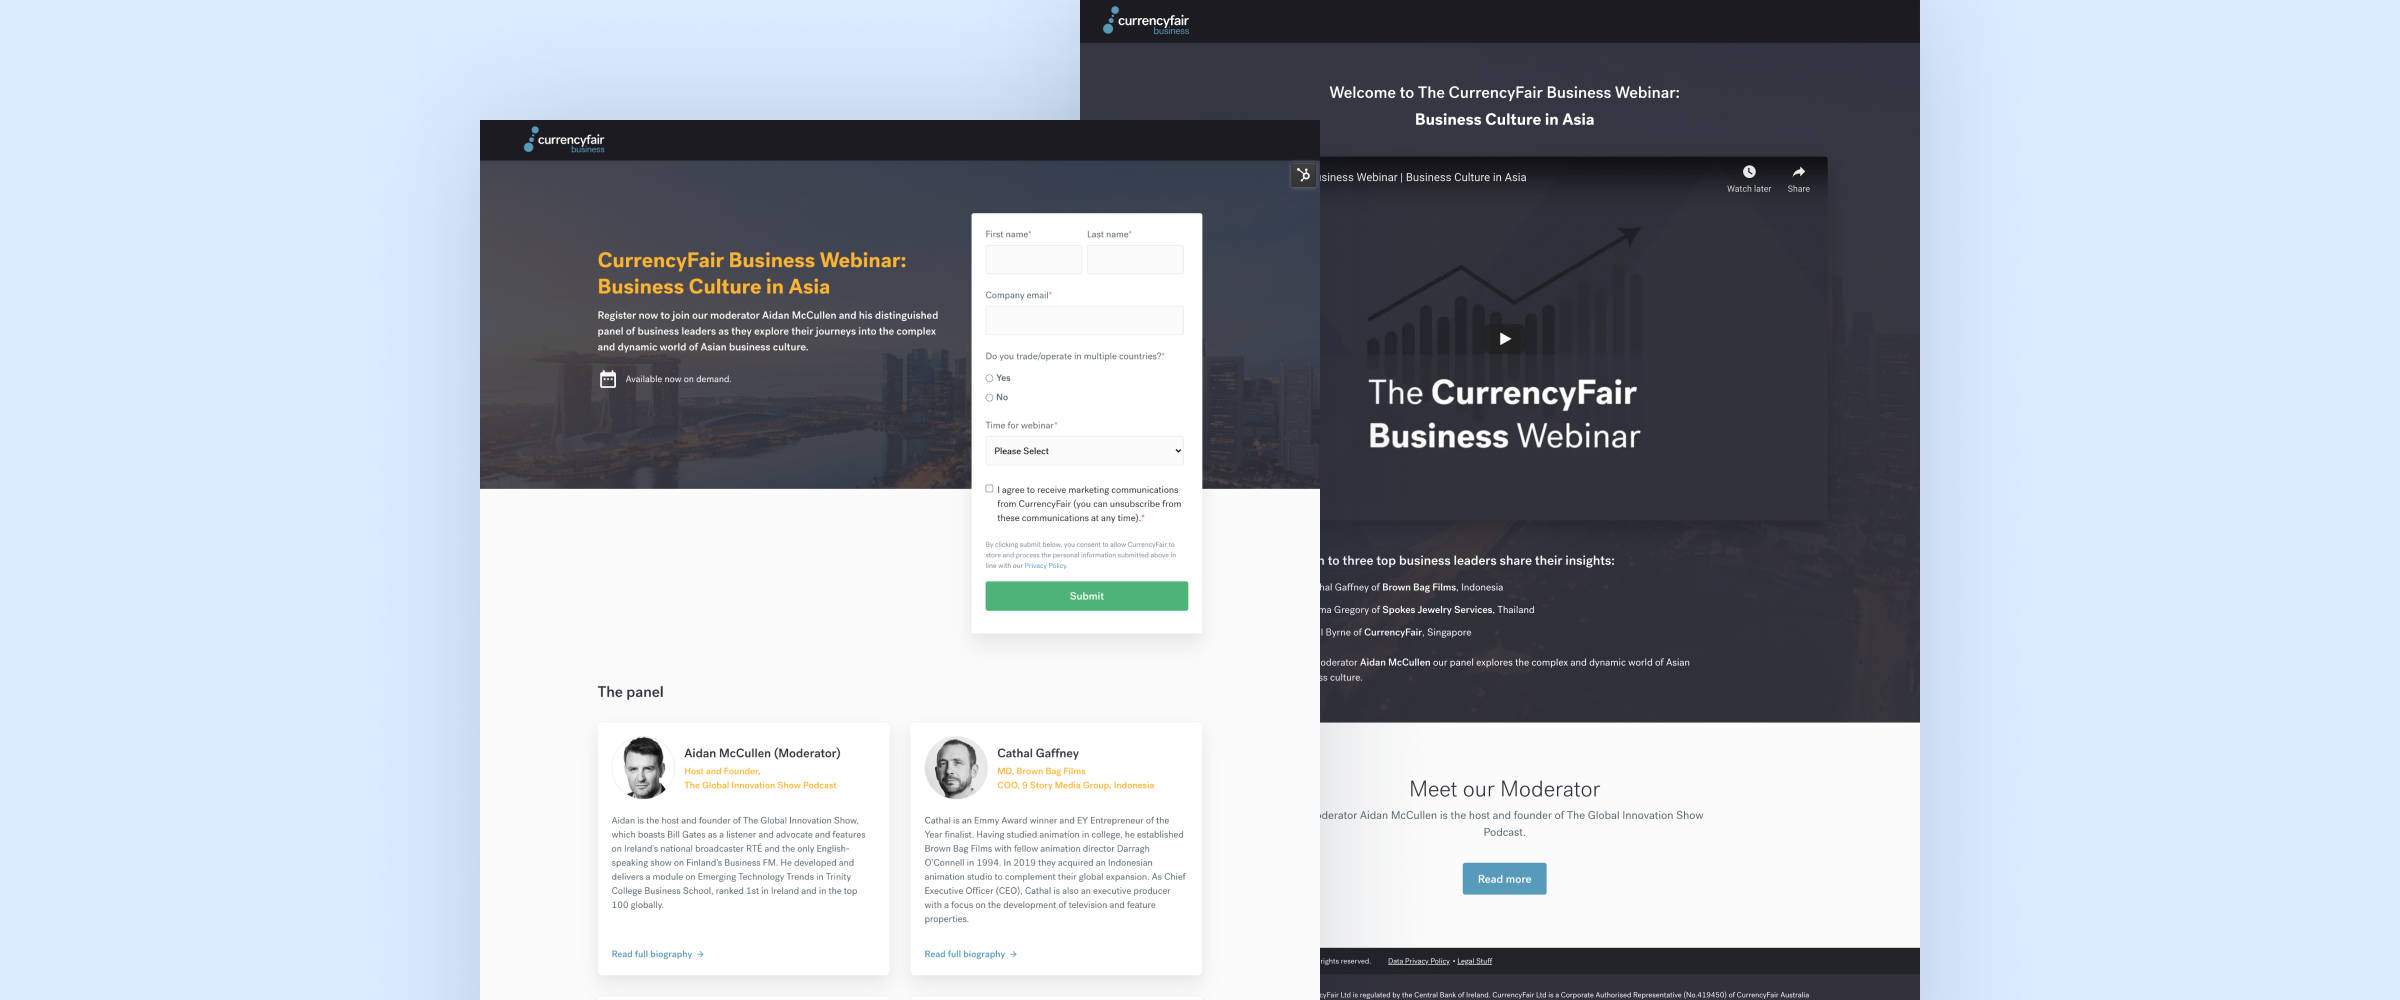 currencyfair
business
CurrencyFair Business Webinar:
Business Culture in Asia
Register now to join our moderator Aidan McCullen and his distinguished
panel of business leaders as they explore their journeys into the complex
and dynamic world of Asian business culture.
Available now on demand.
First name* Last name*
Company email*
Do you trade/operate in multiple countries?*
Yes
No
Time for webinar*
Please Select
I agree to receive marketing communications
from CurrencyFair (you can unsubscribe from
these communications at any time).*
By clicking submit below, you consent to allow CurrencyFair to
store and process the personal information submitted above in
line with our Privacy Policy.
Submit
The panel
Aidan McCullen (Moderator)
Host and Founder,
The Global Innovation Show Podcast
Aidan is the host and founder of The Global Innovation Show,
which boasts Bill Gates as a listener and advocate and features
on Ireland's national broadcaster RTÉ and the only English-
speaking show on Finland's Business FM. He developed and
delivers a module on Emerging Technology Trends in Trinity
College Business School, ranked 1st in Ireland and in the top
100 globally.
Read full biography →
Cathal Gaffney
MD, Brown Bag Films
COO, 9 Story Media Group, Indonesia
Cathal is an Emmy Award winner and EY Entrepreneur of the
Year finalist. Having studied animation in college, he established
Brown Bag Films with fellow animation director Darragh
O'Connell in 1994. In 2019 they acquired an Indonesian
animation studio to complement their global expansion. As Chief
Executive Officer (CEO), Cathal is also an executive producer
with a focus on the development of television and feature
properties.
Read full biography →
currencyfair
business
Welcome to The CurrencyFair Business Webinar:
Business Culture in Asia
siness Webinar | Business Culture in Asia
Watch later Share
The CurrencyFair
Business Webinar
to three top business leaders share their insights:
hal Gaffney of Brown Bag Films, Indonesia
ma Gregory of Spokes Jewelry Services, Thailand
l Byrne of CurrencyFair, Singapore
oderator Aidan McCullen our panel explores the complex and dynamic world of Asian
ss culture.
Meet our Moderator
derator Aidan McCullen is the host and founder of The Global Innovation Show
Podcast.
Read more
rights reserved. Data Privacy Policy • Legal Stuff
cyFair Ltd is regulated by the Central Bank of Ireland. CurrencyFair Ltd is a Corporate Authorised Representative (No.419450) of CurrencyFair Australia